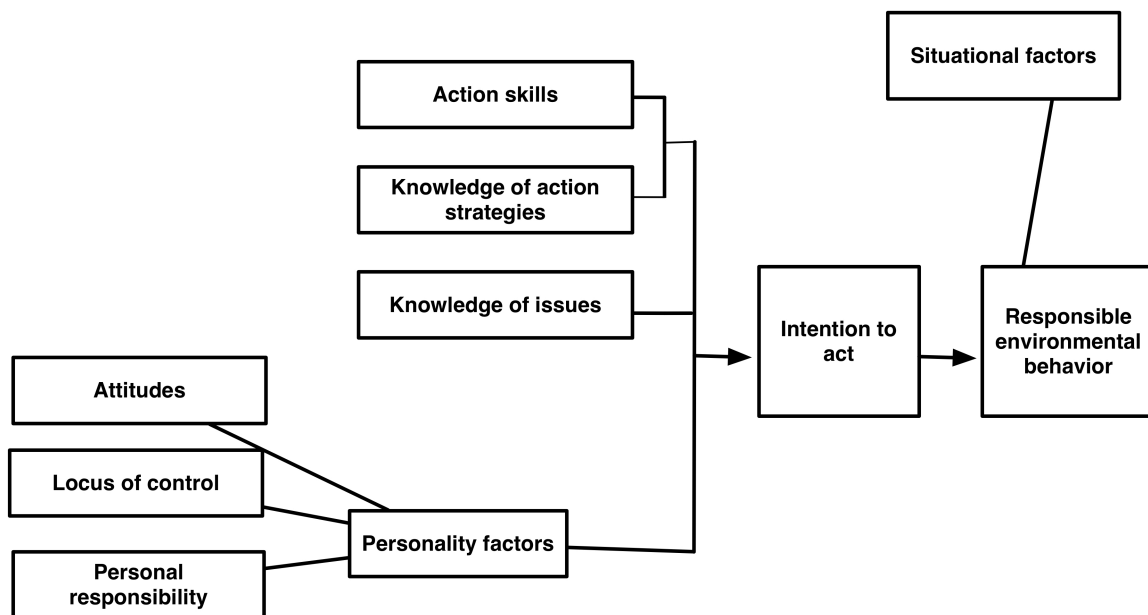 Situational factors
Action skills
Knowledge of action
strategies
Knowledge of issues
Intention to
act
Responsible
environmental
behavior
Attitudes
Locus of control
Personality factors
Personal
responsibility